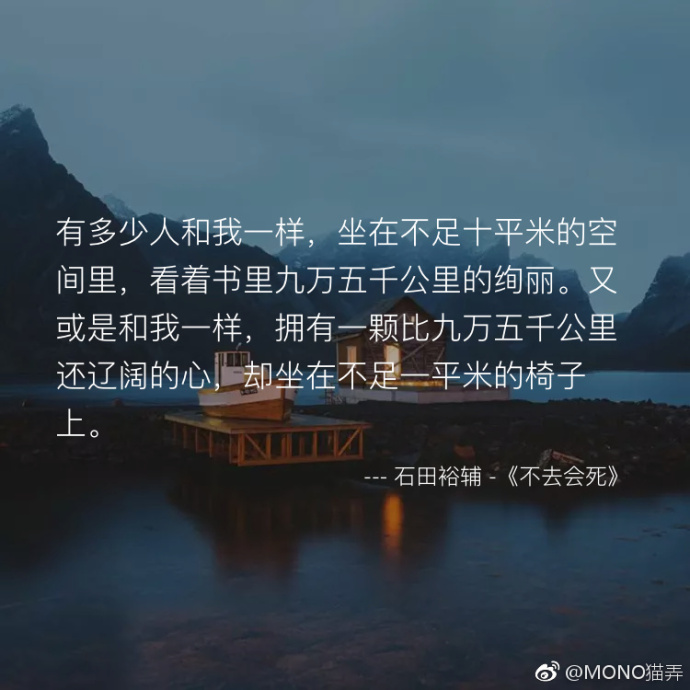 有多少人和我一样，坐在不足十平米的空
间里，看着书里九万五千公里的绚丽。又
或是和我一样，拥有一颗比九万五千公里
还辽阔的心，却坐在不足一平米的椅子
上。
--- 石田裕辅 -《不去会死》
@MONO猫弄